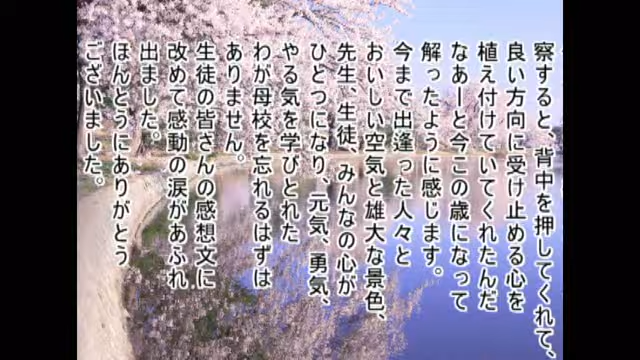 察すると、背中を押してくれて、
良い方向に受け止める心を
植え付けていてくれたんだ
なあーと今この歳になって
解ったように感じます。
今まで出逢った人々と
おいしい空気と雄大な景色、
先生、生徒、みんなの心が
ひとつになり、元気、勇気、
やる気を学びとれた
わが母校を忘れるはずは
ありません。
生徒の皆さんの感想文に
改めて感動の涙があふれ
出ました。
ほんとうにありがとう
ございました。